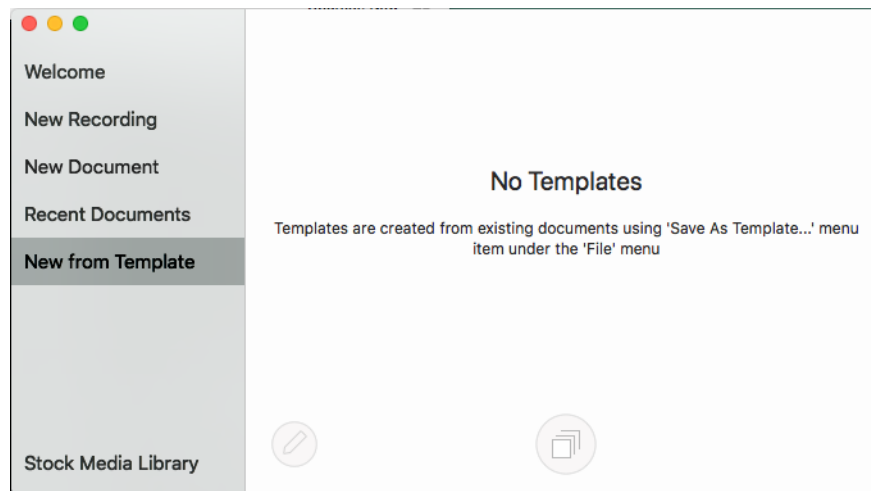 Welcome
New Recording
New Document
Recent Documents
New from Template
Stock Media Library
No Templates
Templates are created from existing documents using 'Save As Template...' menu
item under the 'File' menu